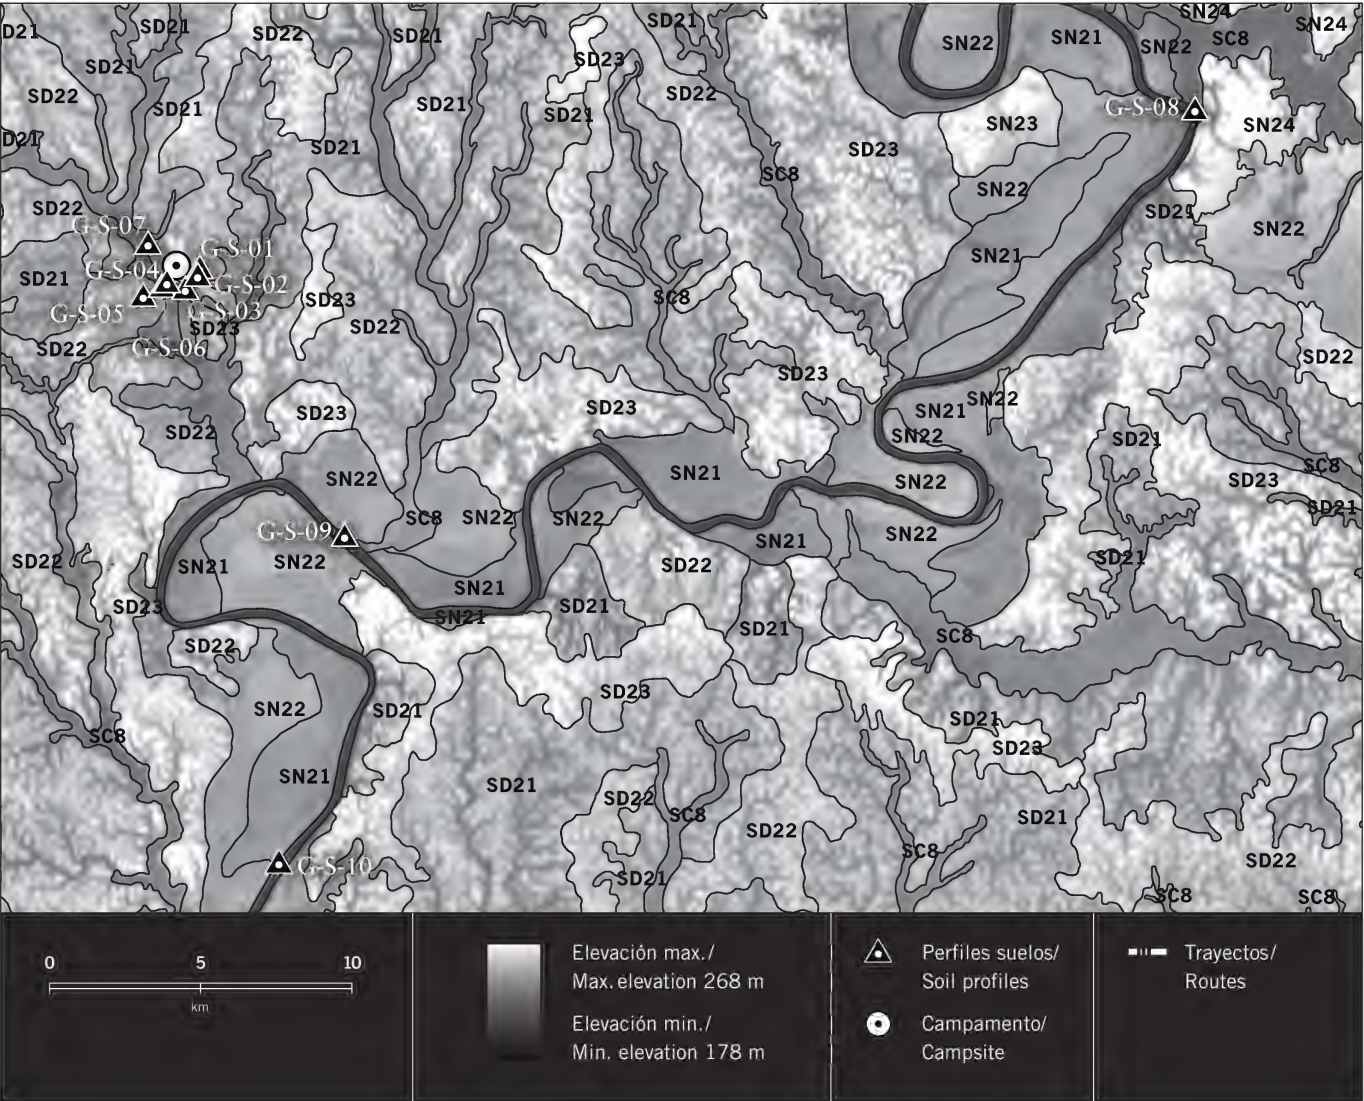 SD21 SD21 SD22 SD21 SD21 SN22 SN21 SN22 SN24 SC8 SN24
SD21 SD23
SD22 SD21 SD21 SD21 SD22 G-S-08
SD21 SD21 SD23 SN23 SN24
SC8 SN22
SD22 SD21 SN22
G-S-07
G-S-01 SN21
SD21 G-S-04 G-S-02
SD23 SC8
G-S-05 G-S-03
SD23 SD22
SD22 G-S-06 SD22
SD23
SD23 SD23 SN21 SN22
SD22 SN22 SD21
SN22 SN21 SN22 SD23 SC8
SC8 SN22 SN22 SN22 SD21
G-S-09 SN21
SD22 SN21 SN22 SD22 SD21
SN21
SD23 SN21 SD21 SD21 SC8
SD22
SN22 SD21 SD23 SD21
SC8 SD23
SN21 SD21 SD22
SC8 SD22 SD21
G-S-10 SD21 SC8 SD22
SC8 SC8
0 5 10
km
Elevación max./
Max. elevation 268 m
Elevación min./
Min. elevation 178 m
Perfiles suelos/
Soil profiles
Campamento/
Campsite
Trayectos/
Routes